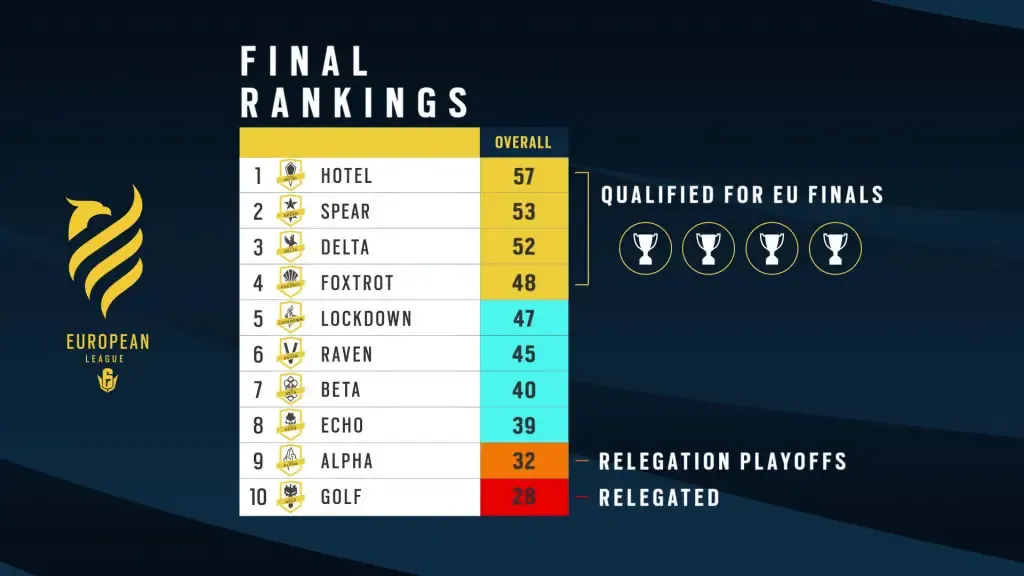 FINAL
RANKINGS
OVERALL
1 HOTEL 57
2 SPEAR 53
3 DELTA 52
4 FOXTROT 48
5 LOCKDOWN 47
6 RAVEN 45
7 BETA 40
8 ECHO 39
9 ALPHA 32
10 GOLF 28
QUALIFIED FOR EU FINALS
RELEGATION PLAYOFFS
RELEGATED
EUROPEAN
LEAGUE
6